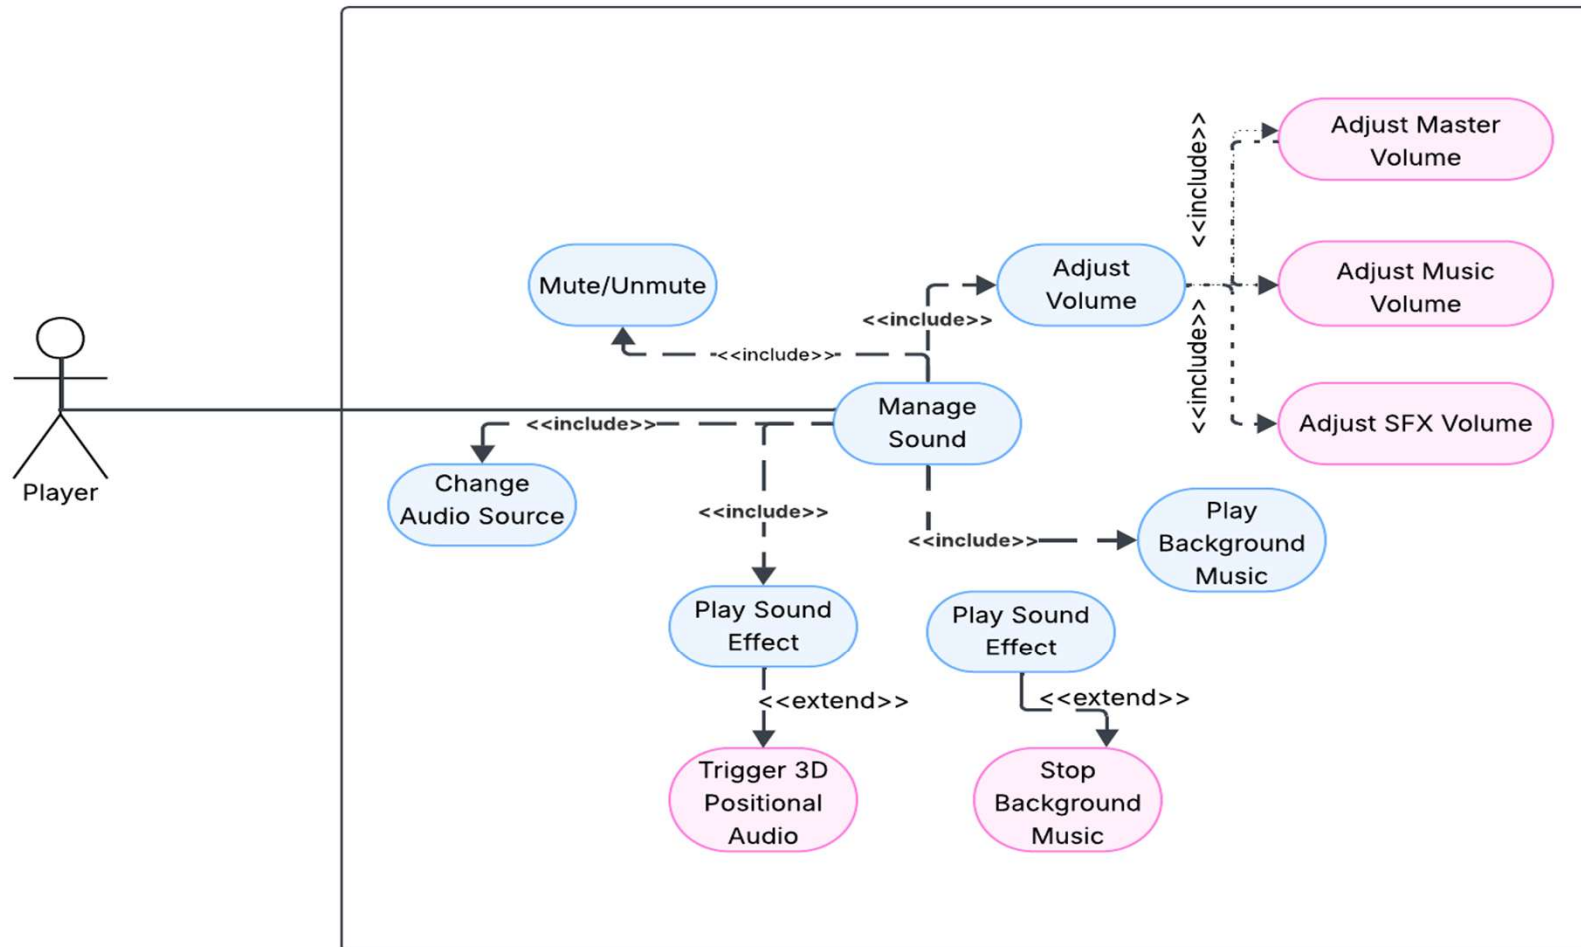 Adjust Master
Volume
<<include>>
Mute/Unmute
Adjust
Volume
Adjust Music
Volume
<<include>>
<<include>>
<<include>>
Manage
Sound
<<include>>
Adjust SFX Volume
Player
Change
Audio Source
<<include>>
<<include>>
Play
Background
Music
Play Sound
Effect
Play Sound
Effect
<<extend>>
<<extend>>
Trigger 3D
Positional
Audio
Stop
Background
Music